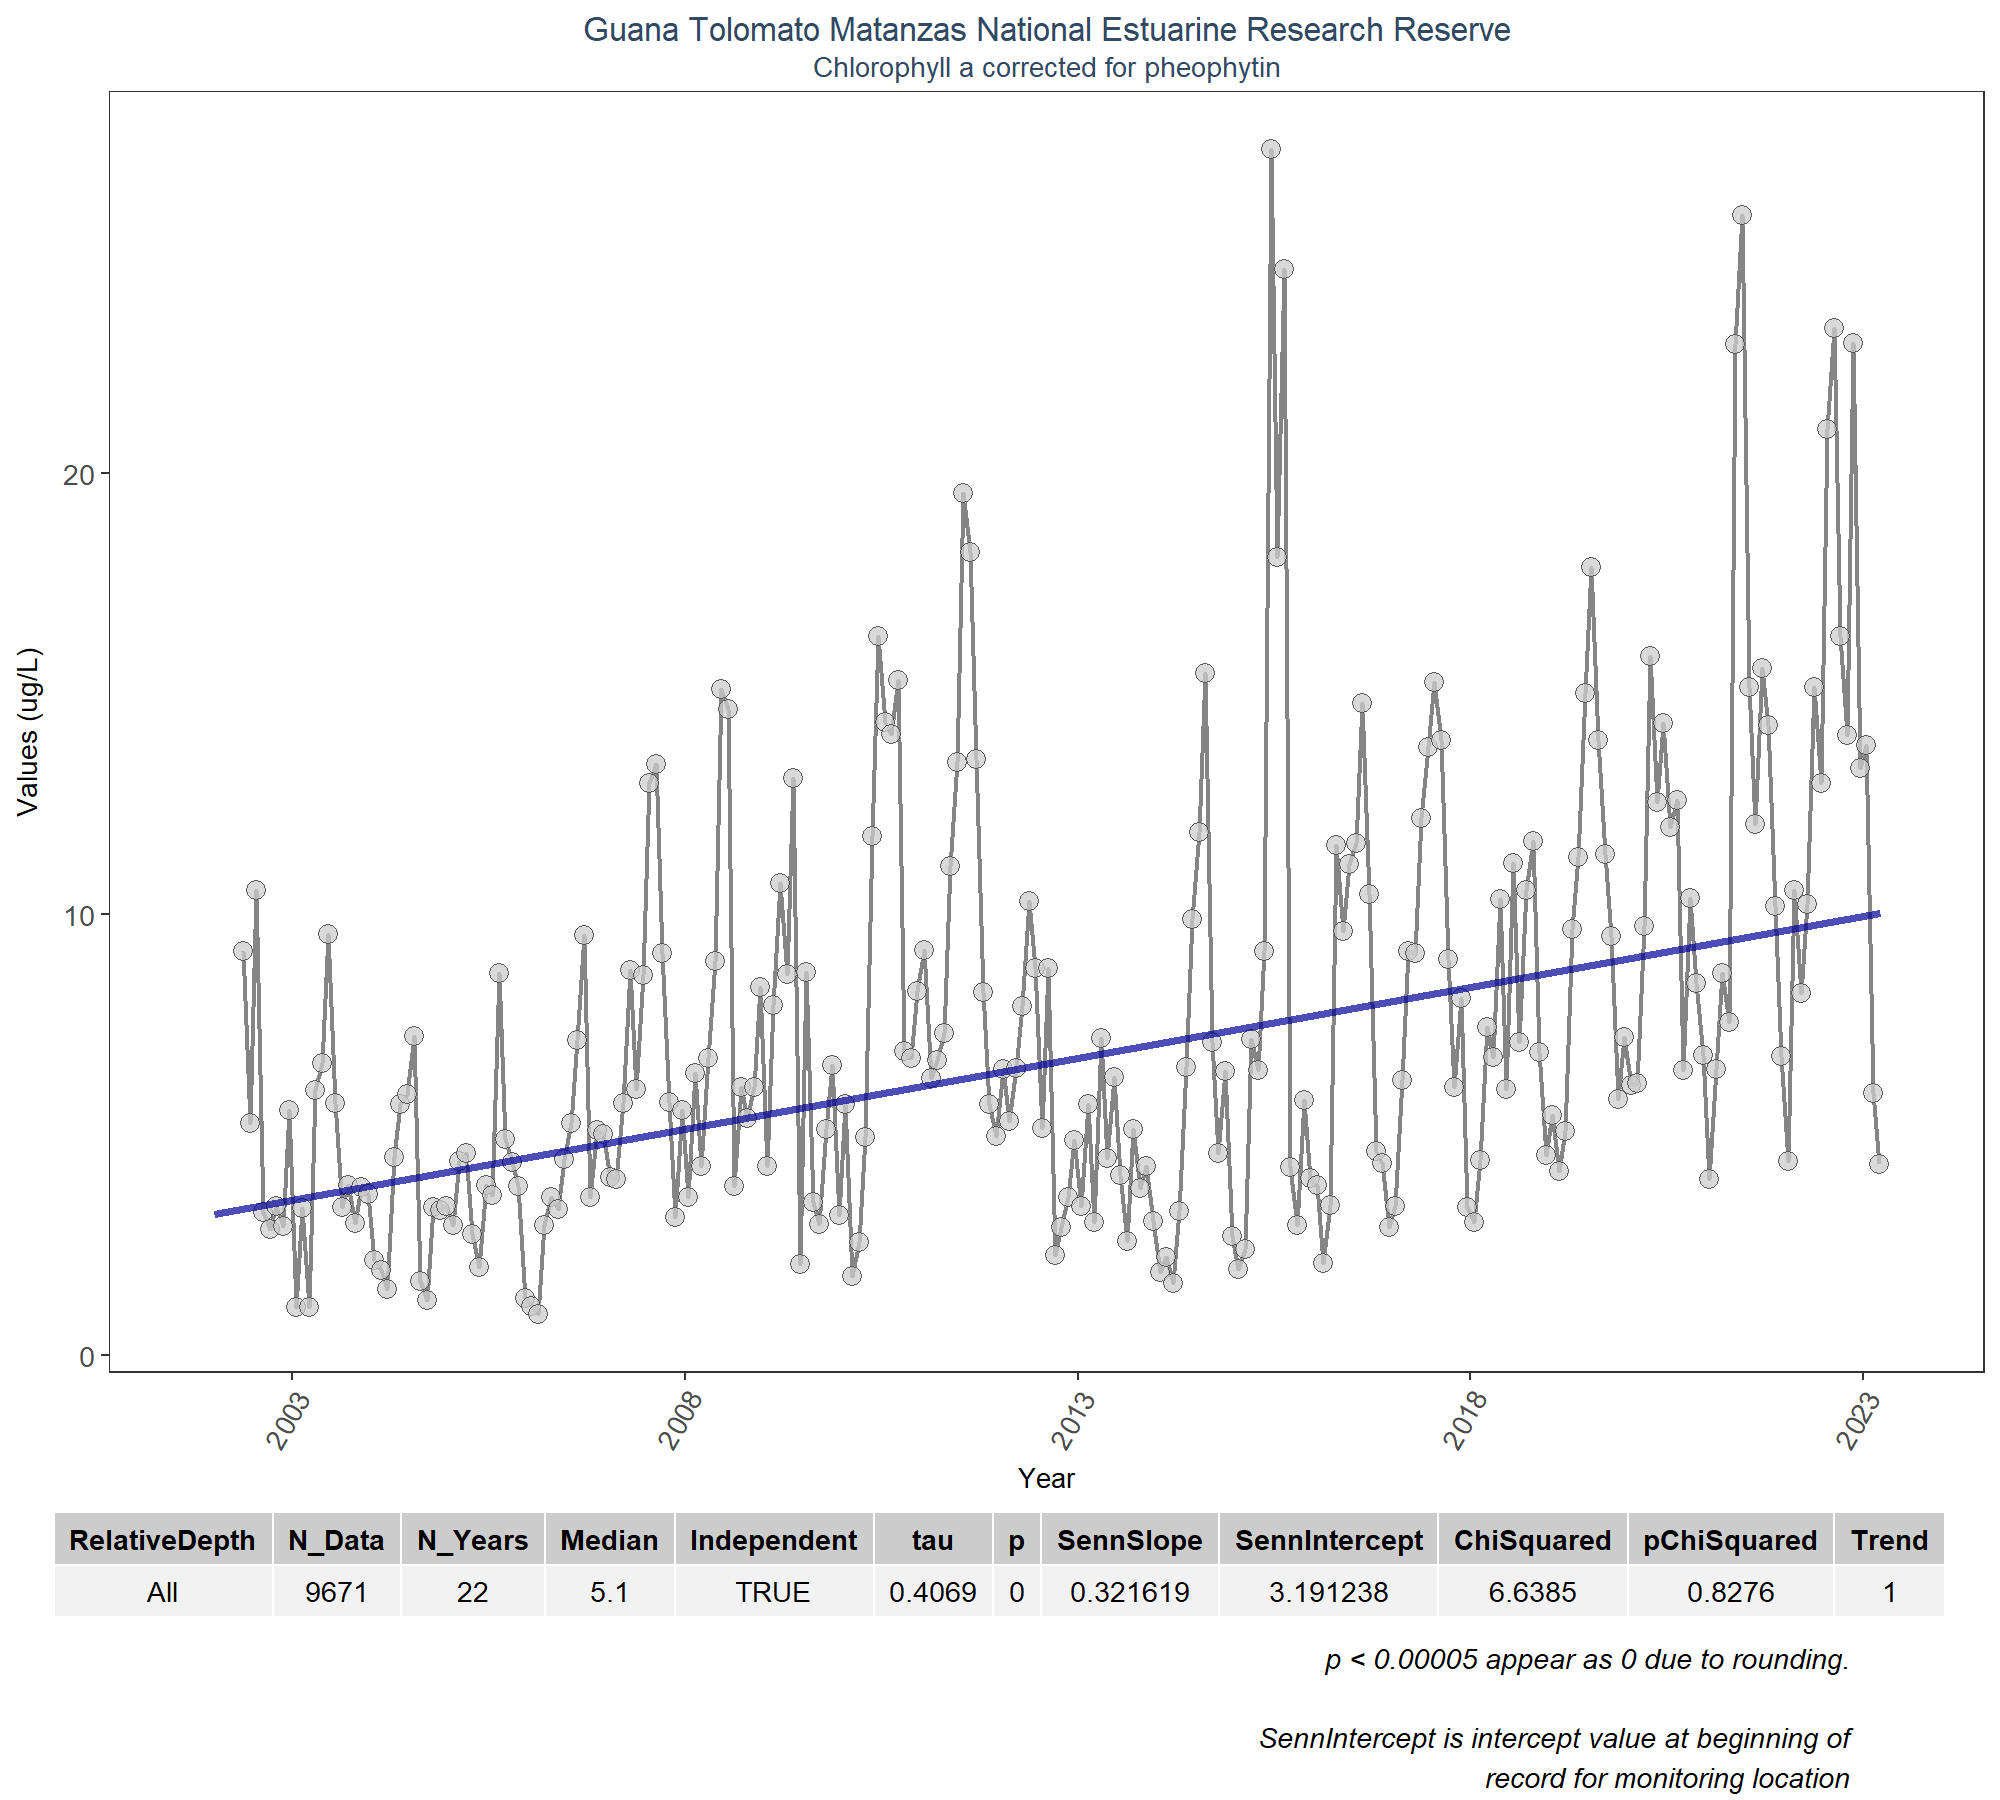 Guana Tolomato Matanzas National Estuarine Research Reserve
Chlorophyll a corrected for pheophytin
Values (ug/L)
20
10
0
2003 2008 2013 2018 2023
Year
RelativeDepth N_Data N_Years Median Independent tau p SennSlope SennIntercept ChiSquared pChiSquared Trend
All 9671 22 5.1 TRUE 0.4069 0 0.321619 3.191238 6.6385 0.8276 1
p < 0.00005 appear as 0 due to rounding.
SennIntercept is intercept value at beginning of
record for monitoring location